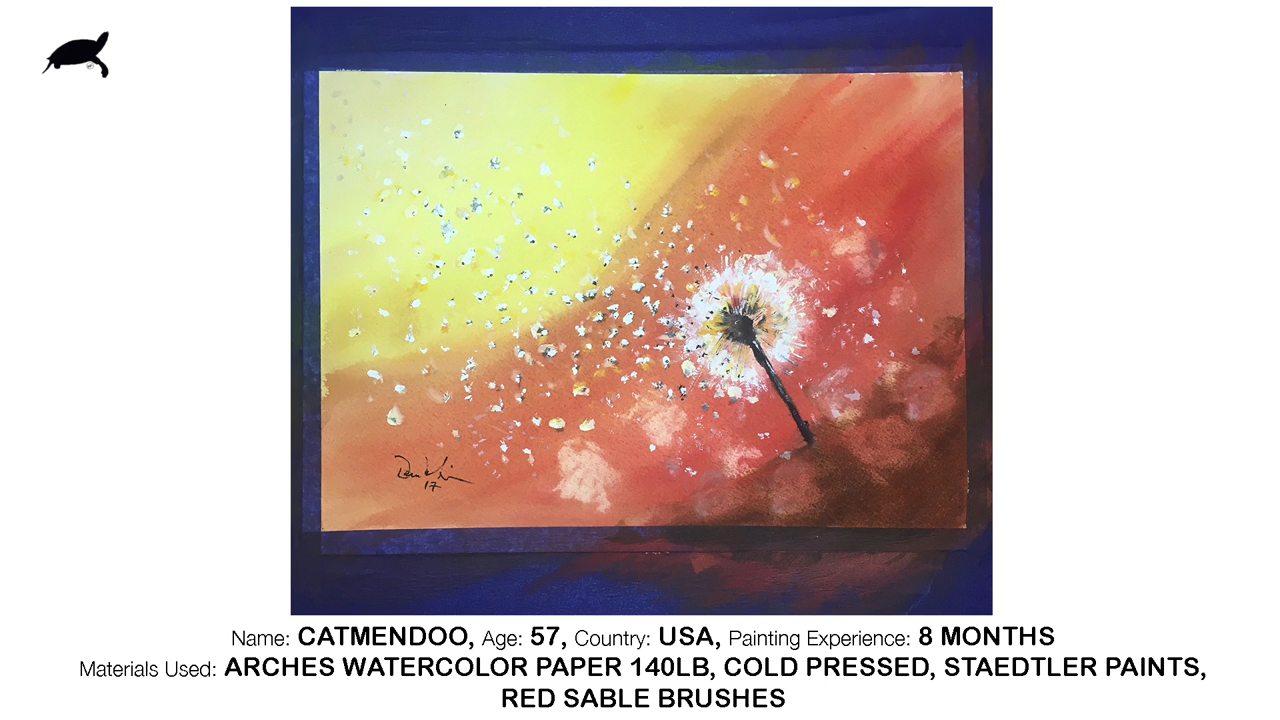 17
Name: CATMENDOO, Age: 57, Country: USA, Painting Experience: 8 MONTHS
Materials Used: ARCHES WATERCOLOR PAPER 140LB, COLD PRESSED, STAEDTLER PAINTS,
RED SABLE BRUSHES